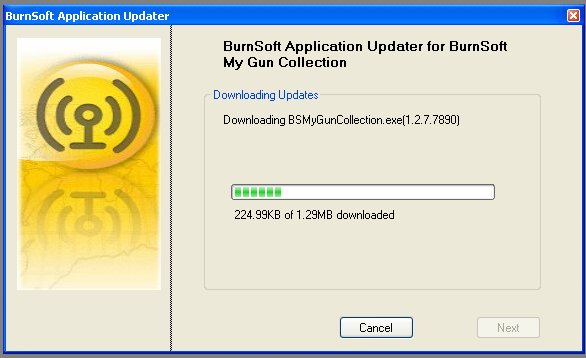 BurnSoft Application Updater
BurnSoft Application Updater for BurnSoft
My Gun Collection
Downloading Updates
Downloading BSMyGunCollection.exe(1.2.7.7890)
224.99KB of 1.29MB downloaded
Cancel
Next